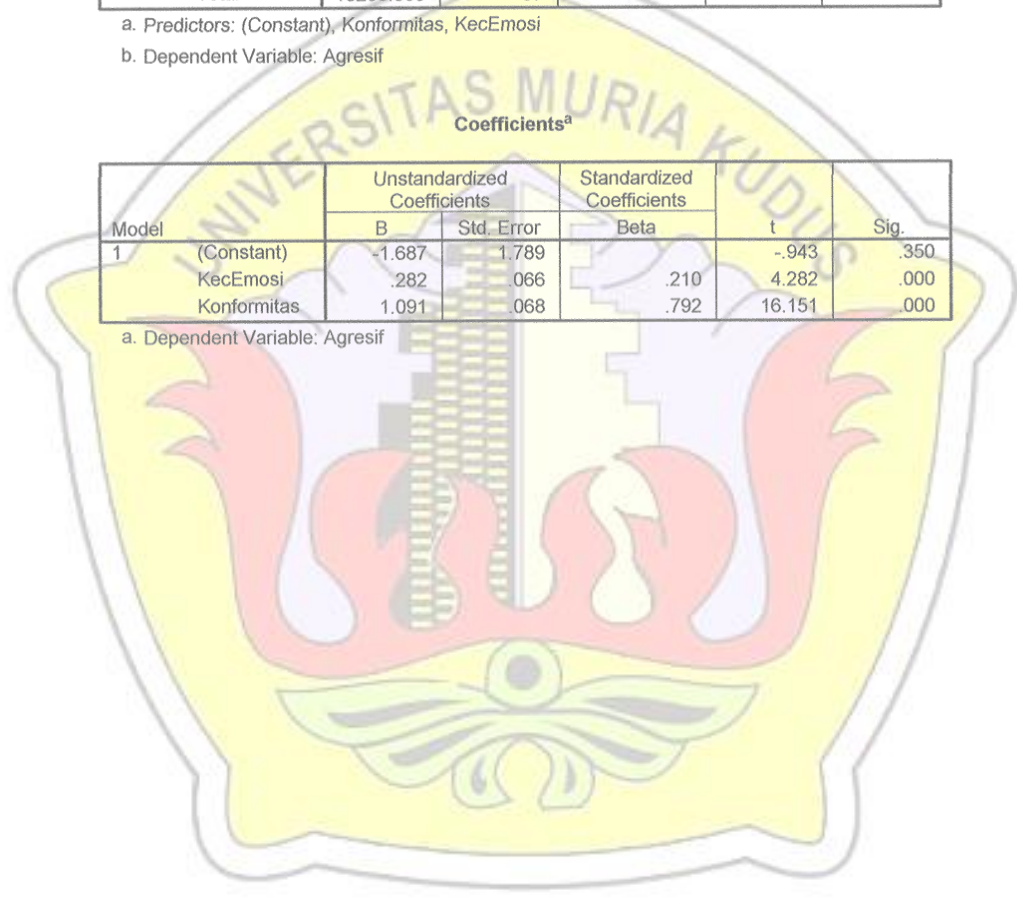 a. Predictors: (Constant), Konformitas, KecEmosi
b. Dependent Variable: Agresif
UNIVERSITAS MURIA KUDUS
Coefficientsᵃ
Unstandardized Coefficients Standardized Coefficients
Model B Std. Error Beta t Sig.
1 (Constant) -1.687 1.789 -.943 .350
KecEmosi .282 .066 .210 4.282 .000
Konformitas 1.091 .068 .792 16.151 .000
a. Dependent Variable: Agresif